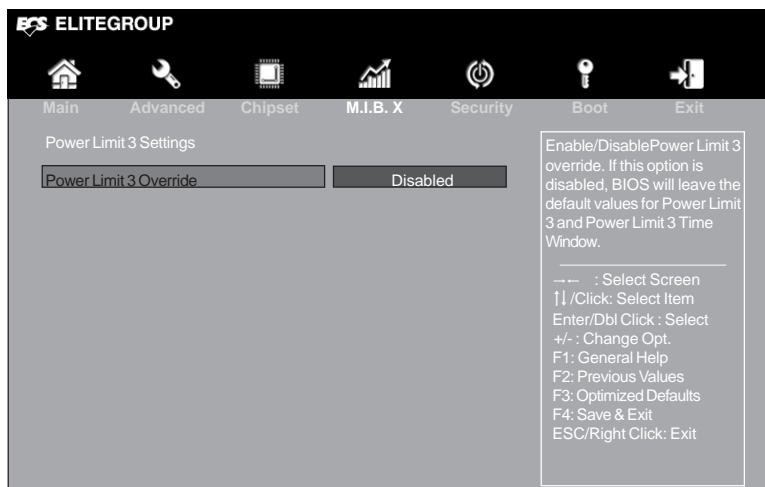 ECS ELITEGROUP
Main Advanced Chipset M.I.B. X Security Boot Exit
Power Limit 3 Settings
Power Limit 3 Override Disabled
Enable/DisablePower Limit 3
override. If this option is
disabled, BIOS will leave the
default values for Power Limit
3 and Power Limit 3 Time
Window.
→← : Select Screen
↑↓/Click: Select Item
Enter/Dbl Click : Select
+/- : Change Opt.
F1: General Help
F2: Previous Values
F3: Optimized Defaults
F4: Save & Exit
ESC/Right Click: Exit